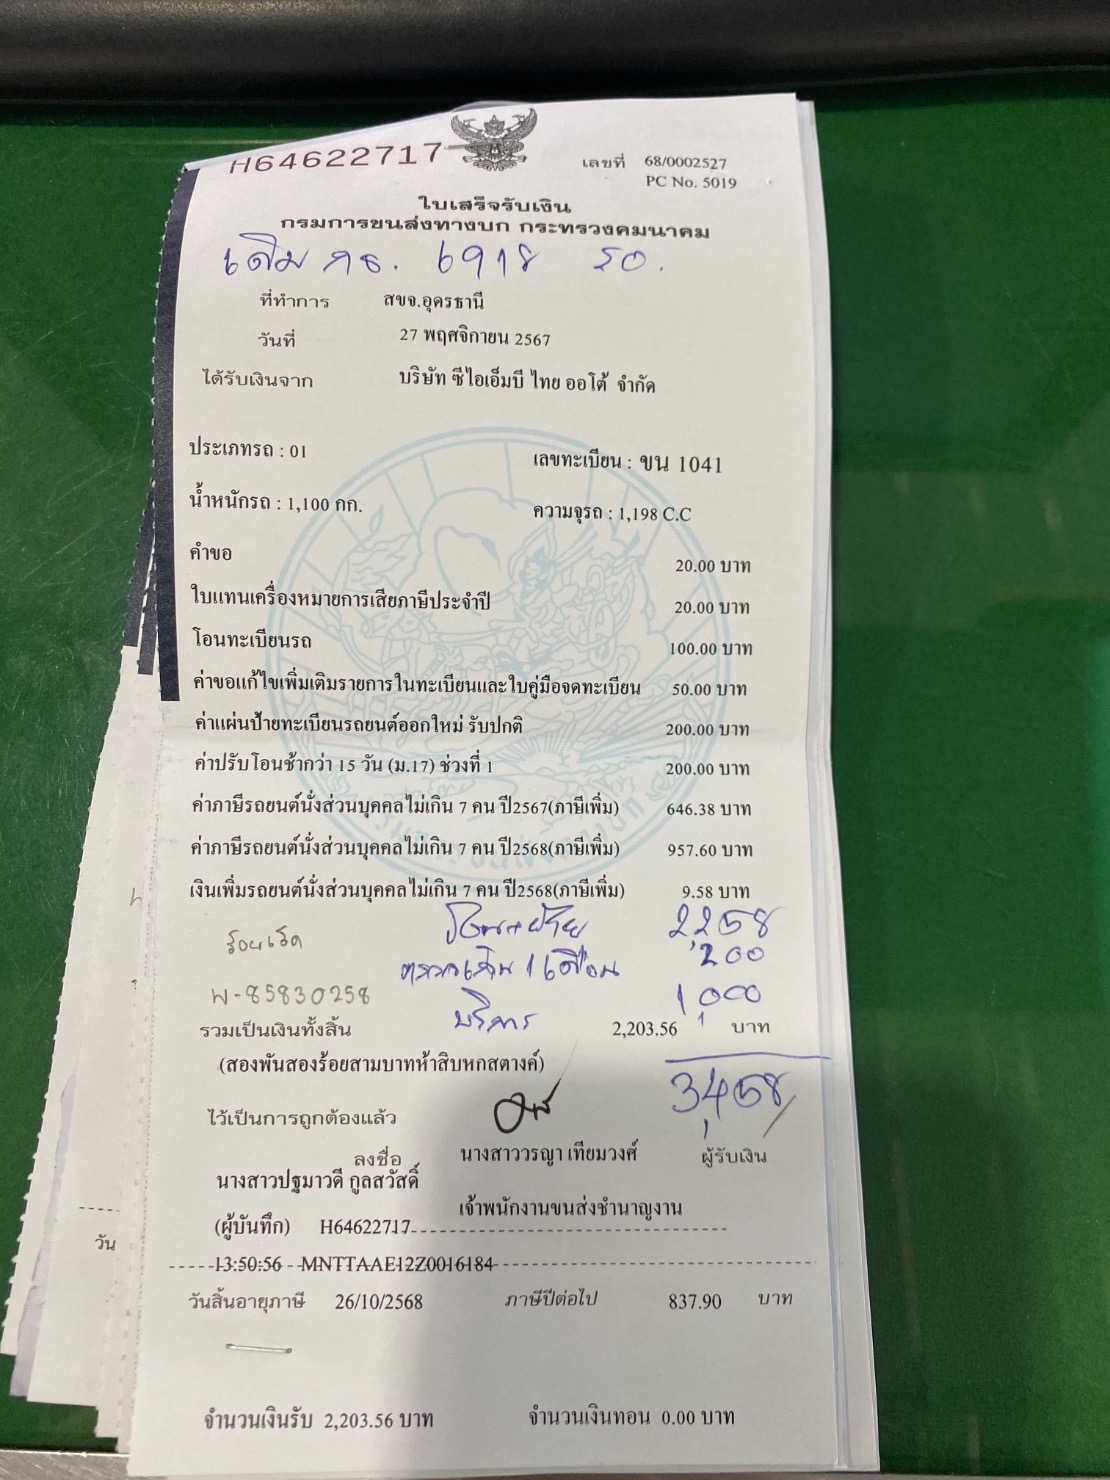 H64622717
เลขที่ 68/0002527
PC No. 5019
ใบเสร็จรับเงิน
กรมการขนส่งทางบก กระทรวงคมนาคม
เดิม กธ. 6918 รอ.
ที่ทำการ สขจ.อุดรธานี
วันที่ 27 พฤศจิกายน 2567
ได้รับเงินจาก บริษัท ซีไอเอ็มบี ไทย ออโต้ จำกัด
ประเภทรถ : 01 เลขทะเบียน : ขน 1041
น้ำหนักรถ : 1,100 กก. ความจุรถ : 1,198 C.C
คำขอ 20.00 บาท
ใบแทนเครื่องหมายการเสียภาษีประจำปี 20.00 บาท
โอนทะเบียนรถ 100.00 บาท
ค่าขอแก้ไขเพิ่มเติมรายการในทะเบียนและใบคู่มือจดทะเบียน 50.00 บาท
ค่าแผ่นป้ายทะเบียนรถยนต์ออกใหม่ รับปกติ 200.00 บาท
ค่าปรับโอนช้ากว่า 15 วัน (ม.17) ช่วงที่ 1 200.00 บาท
ค่าภาษีรถยนต์นั่งส่วนบุคคลไม่เกิน 7 คน ปี2567(ภาษีเพิ่ม) 646.38 บาท
ค่าภาษีรถยนต์นั่งส่วนบุคคลไม่เกิน 7 คน ปี2568(ภาษีเพิ่ม) 957.60 บาท
เงินเพิ่มรถยนต์นั่งส่วนบุคคลไม่เกิน 7 คน ปี2568(ภาษีเพิ่ม) 9.58 บาท
2,258
ร้อยเอ็ด 1 เดือน 200
พ-85830258 บริการ 1,000
รวมเป็นเงินทั้งสิ้น 2,203.56 บาท
(สองพันสองร้อยสามบาทห้าสิบหกสตางค์)
3,458
ไว้เป็นการถูกต้องแล้ว
ลงชื่อ นางสาววรญา เทียมวงศ์ ผู้รับเงิน
นางสาวปฐมาวดี กูลสวัสดิ์
เจ้าพนักงานขนส่งชำนาญงาน
(ผู้บันทึก) H64622717
13:50:56 MNTTAAE12Z0016184
วันสิ้นอายุภาษี 26/10/2568 ภาษีปีต่อไป 837.90 บาท
วัน
จำนวนเงินรับ 2,203.56 บาท จำนวนเงินทอน 0.00 บาท